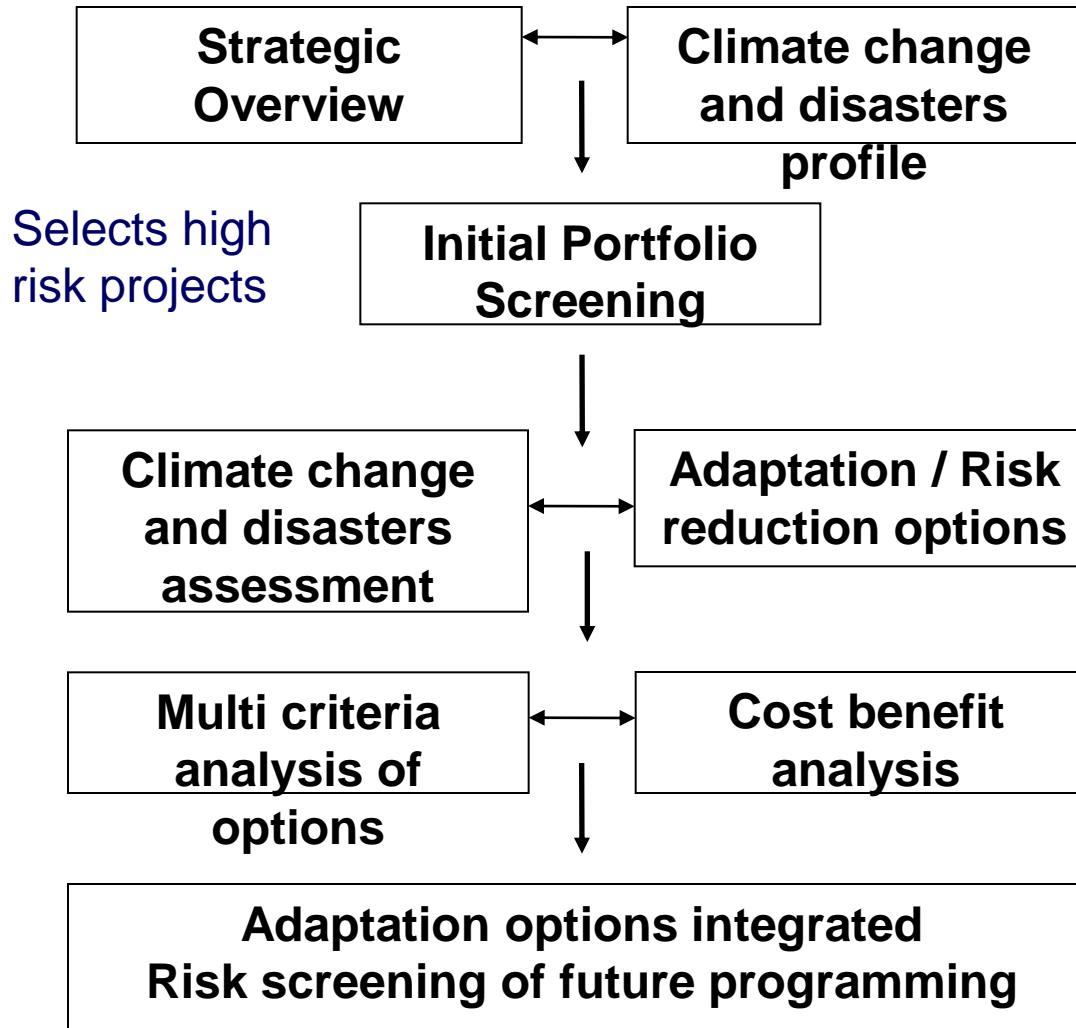 Strategic
Overview
Climate change
and disasters
profile
Selects high
risk projects
Initial Portfolio
Screening
Climate change
and disasters
assessment
Adaptation / Risk
reduction options
Multi criteria
analysis of
options
Cost benefit
analysis
Adaptation options integrated
Risk screening of future programming